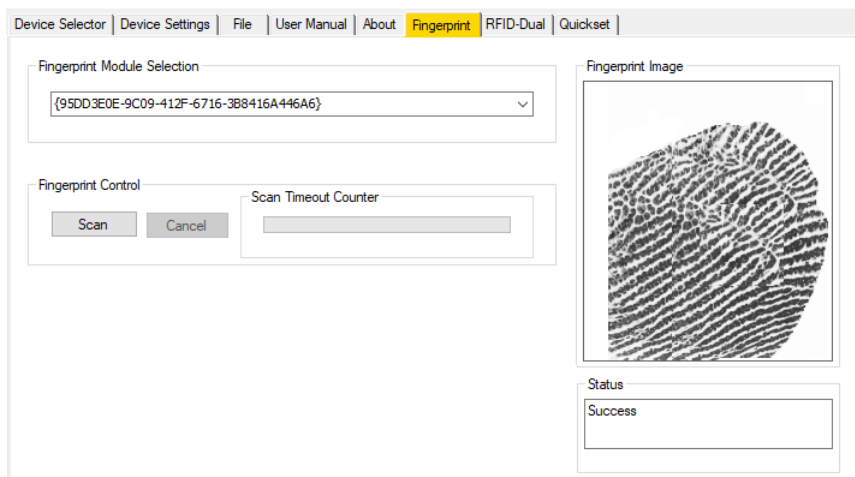 Device Selector Device Settings File User Manual About Fingerprint RFID-Dual Quickset
Fingerprint Module Selection
{95DD3E0E-9C09-412F-6716-3B8416A446A6}
Fingerprint Control
Scan Cancel
Scan Timeout Counter
Fingerprint Image
Status
Success